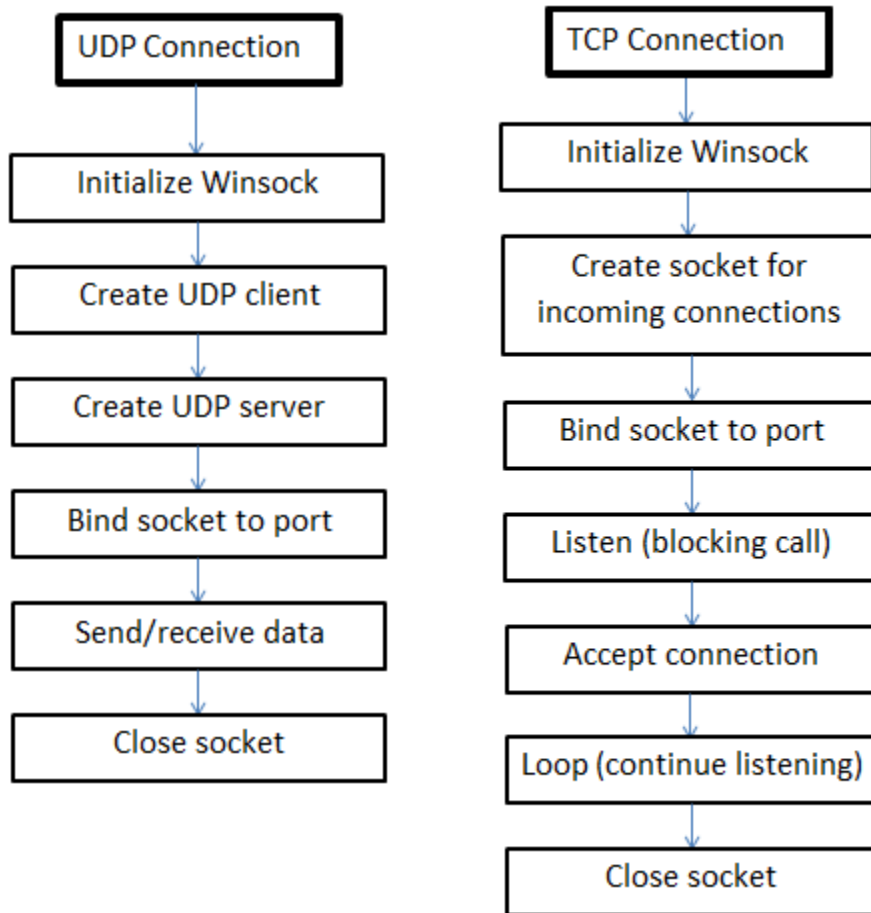 UDP Connection
Initialize Winsock
Create UDP client
Create UDP server
Bind socket to port
Send/receive data
Close socket
TCP Connection
Initialize Winsock
Create socket for
incoming connections
Bind socket to port
Listen (blocking call)
Accept connection
Loop (continue listening)
Close socket